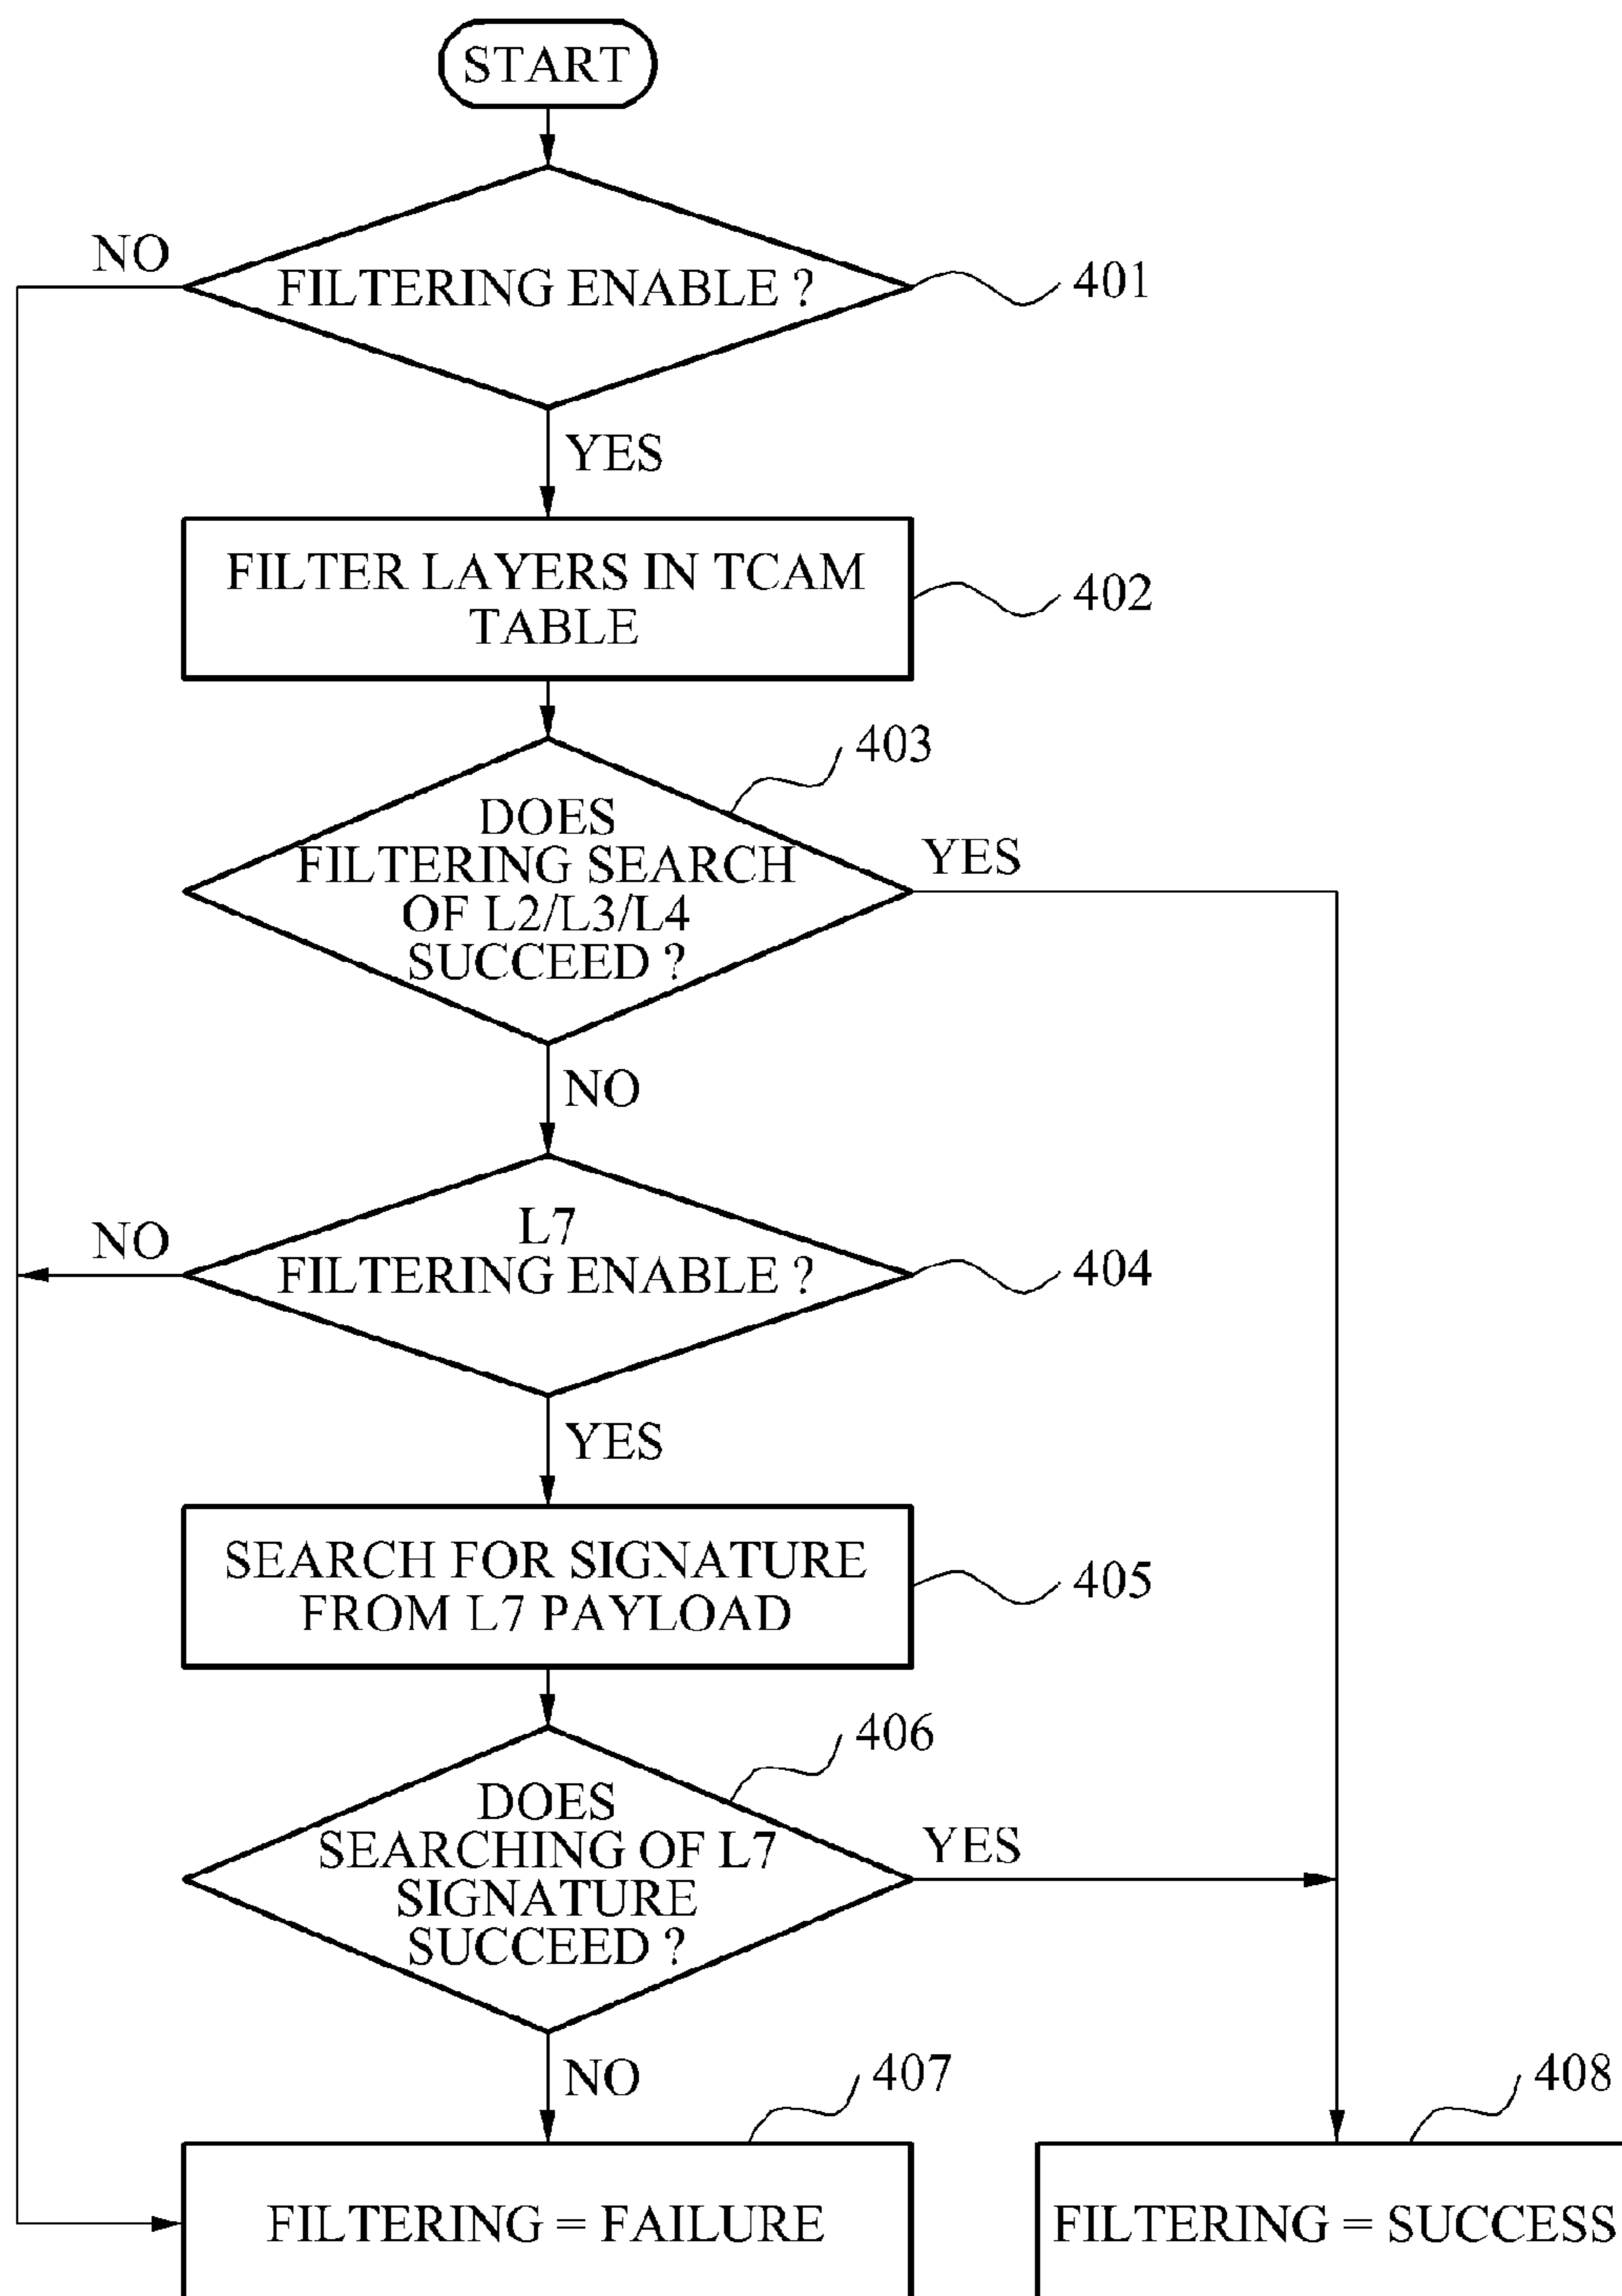 START
NO
FILTERING ENABLE ?
401
YES
FILTER LAYERS IN TCAM
TABLE
402
403
DOES
FILTERING SEARCH
OF L2/L3/L4
SUCCEED ?
YES
NO
L7
FILTERING ENABLE ?
NO
404
YES
SEARCH FOR SIGNATURE
FROM L7 PAYLOAD
405
406
DOES
SEARCHING OF L7
SIGNATURE
SUCCEED ?
YES
NO
407
408
FILTERING = FAILURE
FILTERING = SUCCESS